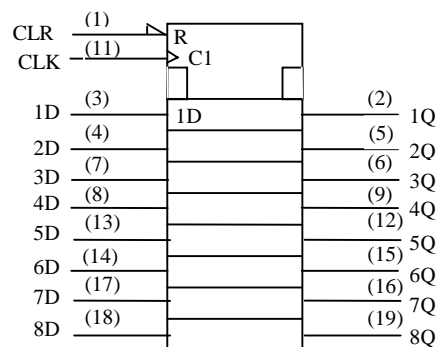 CLR (1) R
CLK (11) C1
1D (3) 1D (2) 1Q
2D (4) (5) 2Q
3D (7) (6) 3Q
4D (8) (9) 4Q
5D (13) (12) 5Q
6D (14) (15) 6Q
7D (17) (16) 7Q
8D (18) (19) 8Q